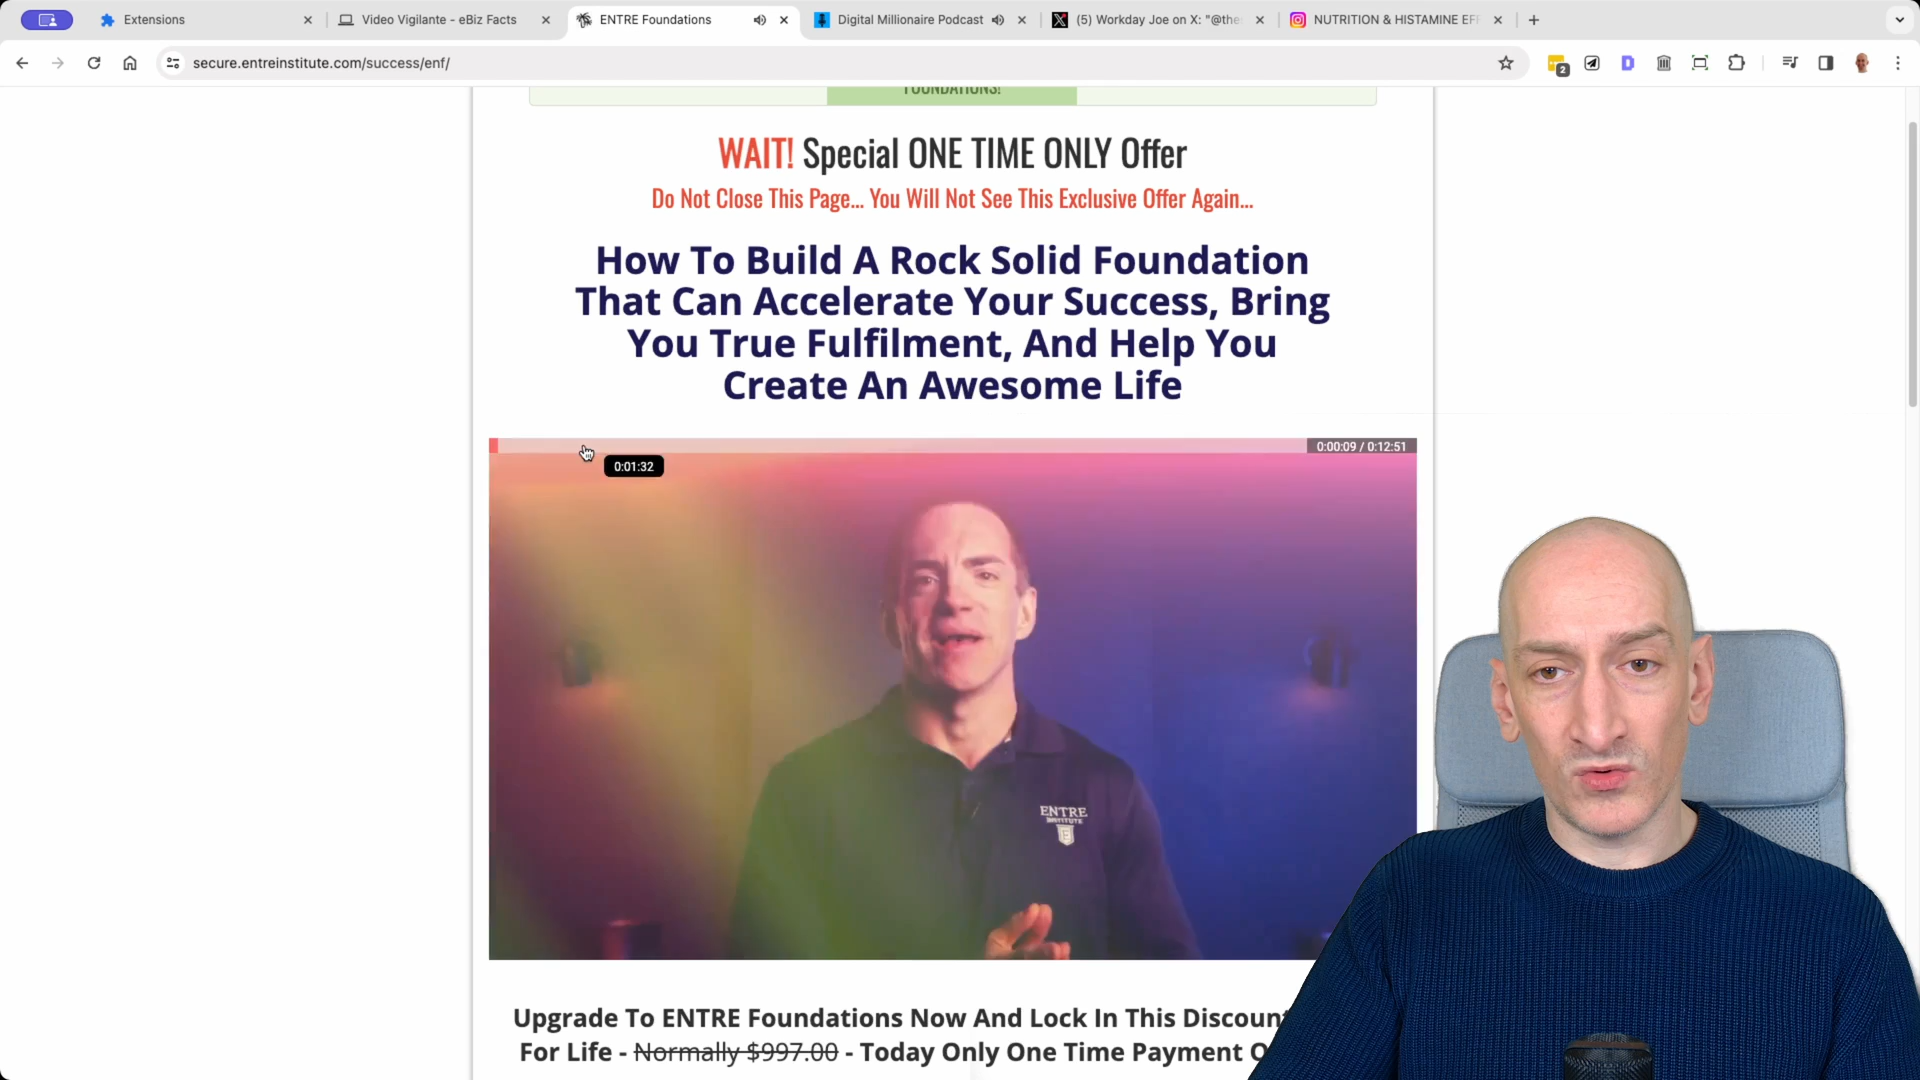 Extensions
Video Vigilante - eBiz Facts
ENTRE Foundations
Digital Millionaire Podcast
(5) Workday Joe on X: "@the
NUTRITION & HISTAMINE EF
secure.entreinstitute.com/success/enf/
2
FOUNDATIONS!
WAIT! Special ONE TIME ONLY Offer
Do Not Close This Page... You Will Not See This Exclusive Offer Again...
How To Build A Rock Solid Foundation
That Can Accelerate Your Success, Bring
You True Fulfilment, And Help You
Create An Awesome Life
0:00:09 / 0:12:51
0:01:32
ENTRE
INSTITUTE
Upgrade To ENTRE Foundations Now And Lock In This Discount
For Life - Normally $997.00 - Today Only One Time Payment O